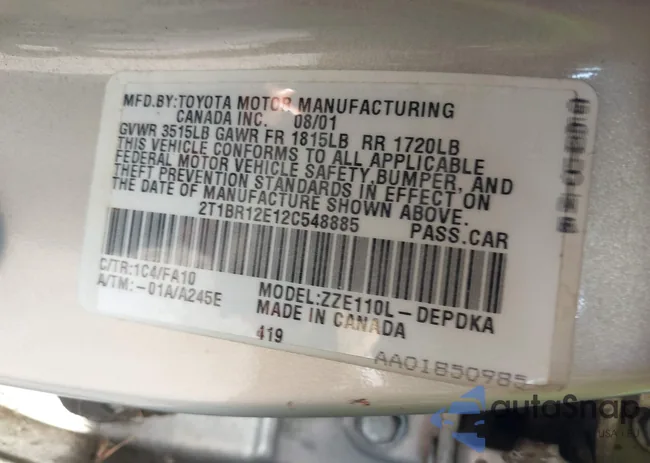 MFD.BY:TOYOTA MOTOR MANUFACTURING
CANADA INC. 08/01
GVWR 3515LB GAWR FR 1815LB RR 1720LB
THIS VEHICLE CONFORMS TO ALL APPLICABLE
FEDERAL MOTOR VEHICLE SAFETY,BUMPER, AND
THEFT PREVENTION STANDARDS IN EFFECT ON
THE DATE OF MANUFACTURE SHOWN ABOVE.
2T1BR12E12C548885 PASS.CAR
C/TR:1C4/FA10
A/TM:-01A/A245E
MODEL:ZZE110L-DEPDKA
MADE IN CANADA
419
AA01850985
autoSnap